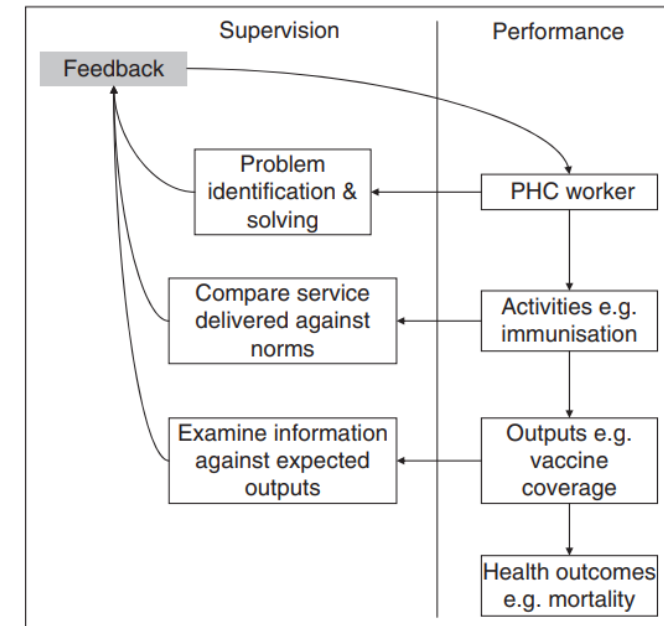 Supervision
Performance
Feedback
Problem
identification &
solving
PHC worker
Compare service
delivered against
norms
Activities e.g.
immunisation
Examine information
against expected
outputs
Outputs e.g.
vaccine
coverage
Health outcomes
e.g. mortality